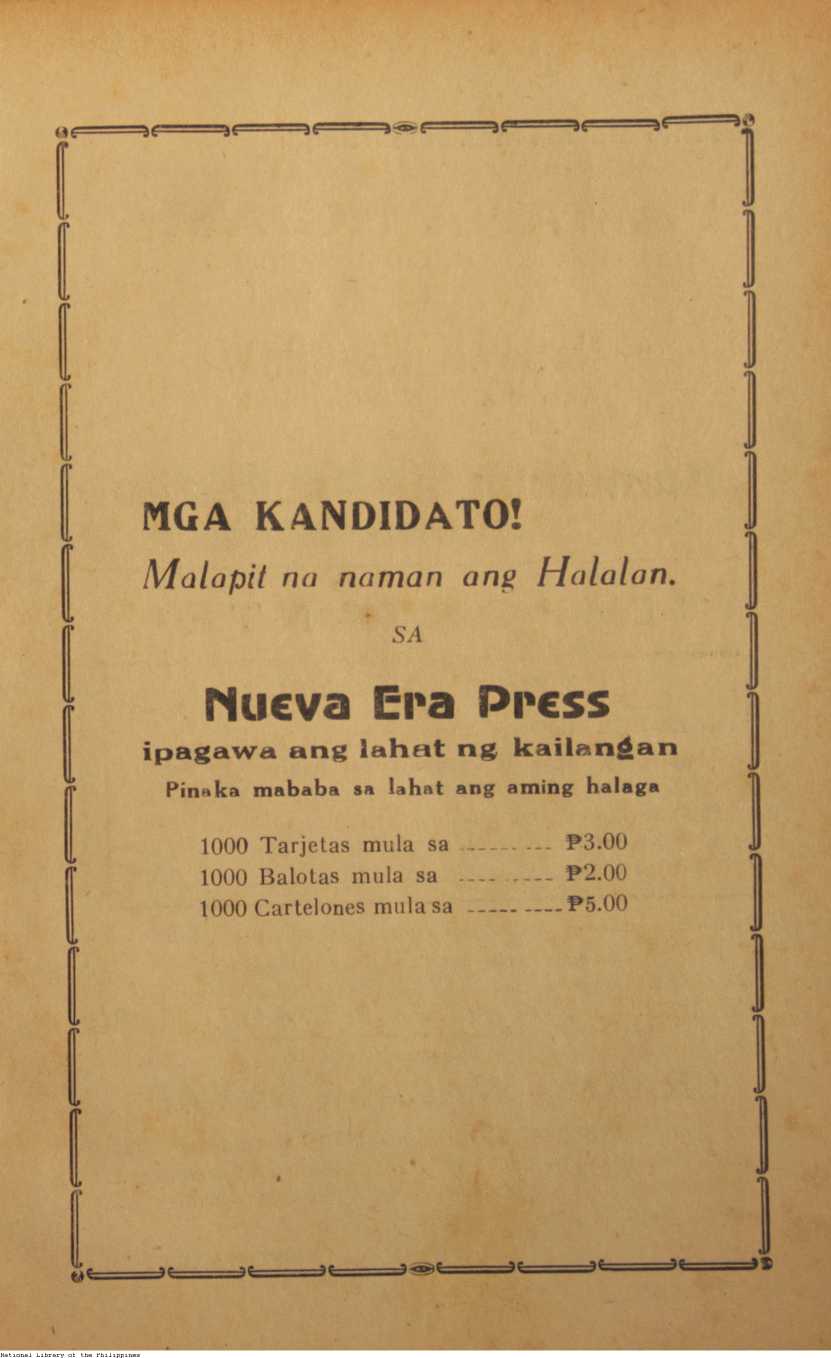 MGA KANDIDATO!
Malapit na naman ang Halalan.
SA
Nueva Era Press
ipagawa ang lahat ng kailanğan
Pinaka mababa sa lahat ang aming halaga
1000 Tarjetas mula sa ......... ₱3.00
1000 Balotas mula sa ......... ₱2.00
1000 Cartelones mula sa ......... ₱5.00
National Library of the Philippines